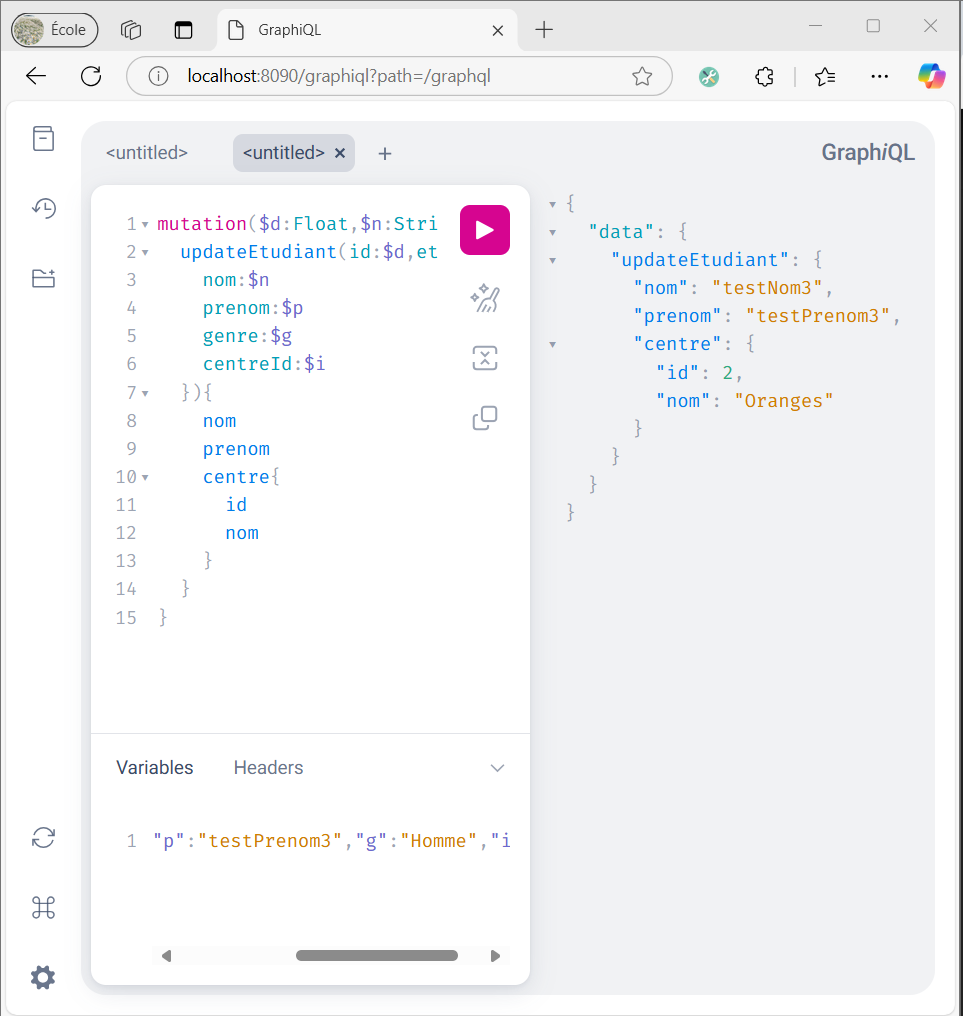 École
GraphiQL
localhost:8090/graphiql?path=/graphql
<untitled>
<untitled>
GraphiQL
1 mutation($d:Float,$n:Stri
2 updateEtudiant(id:$d,et
3 nom:$n
4 prenom:$p
5 genre:$g
6 centreId:$i
7 }){
8 nom
9 prenom
10 centre{
11 id
12 nom
13 }
14 }
15 }
{
"data": {
"updateEtudiant": {
"nom": "testNom3",
"prenom": "testPrenom3",
"centre": {
"id": 2,
"nom": "Oranges"
}
}
}
}
Variables Headers
1 "p":"testPrenom3","g":"Homme","i